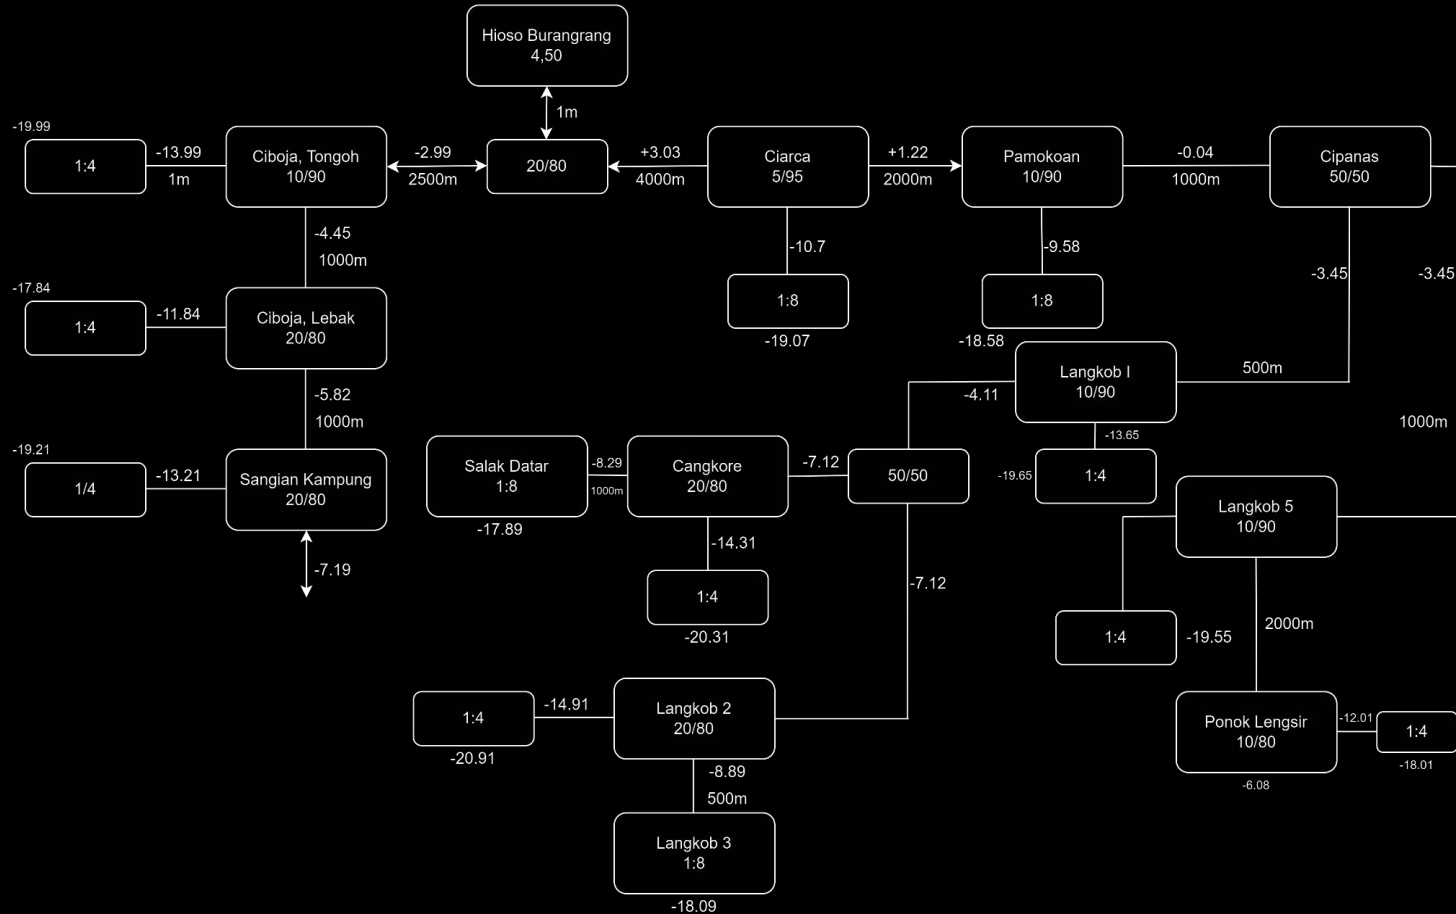 Hioso Burangrang
4,50
1m
-19.99
1:4
-13.99
1m
Ciboja, Tongoh
10/90
-2.99
2500m
20/80
+3.03
4000m
Ciarca
5/95
+1.22
2000m
Pamokoan
10/90
-0.04
1000m
Cipanas
50/50
-4.45
1000m
-10.7
-9.58
-3.45
-3.45
-17.84
1:4
-11.84
Ciboja, Lebak
20/80
1:8
-19.07
1:8
-18.58
Langkob I
10/90
500m
-4.11
-5.82
1000m
1000m
-13.65
-19.65
1:4
-19.21
1/4
-13.21
Sangian Kampung
20/80
-7.19
Salak Datar
1:8
-17.89
-8.29
1000m
Cangkore
20/80
-7.12
50/50
-14.31
1:4
-20.31
-7.12
Langkob 5
10/90
1:4
-19.55
2000m
Ponok Lengsir
10/80
-6.08
-12.01
1:4
-18.01
1:4
-20.91
-14.91
Langkob 2
20/80
-8.89
500m
Langkob 3
1:8
-18.09